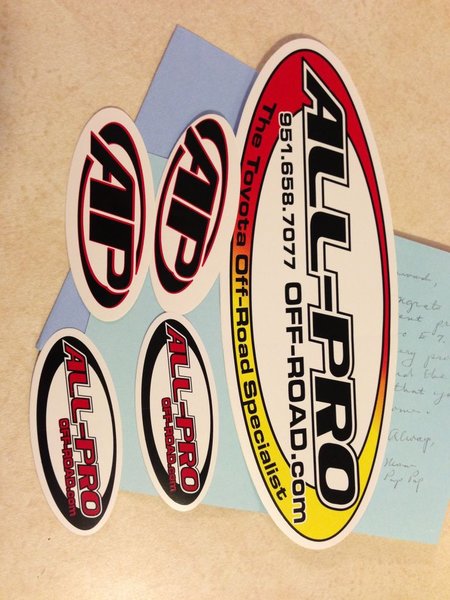 AP
AP
ALL-PRO
951.658.7077 OFF-ROAD.com
The Toyota Off-Road Specialist
ALL-PRO
OFF-ROAD.com
ALL-PRO
OFF-ROAD.com
Always,